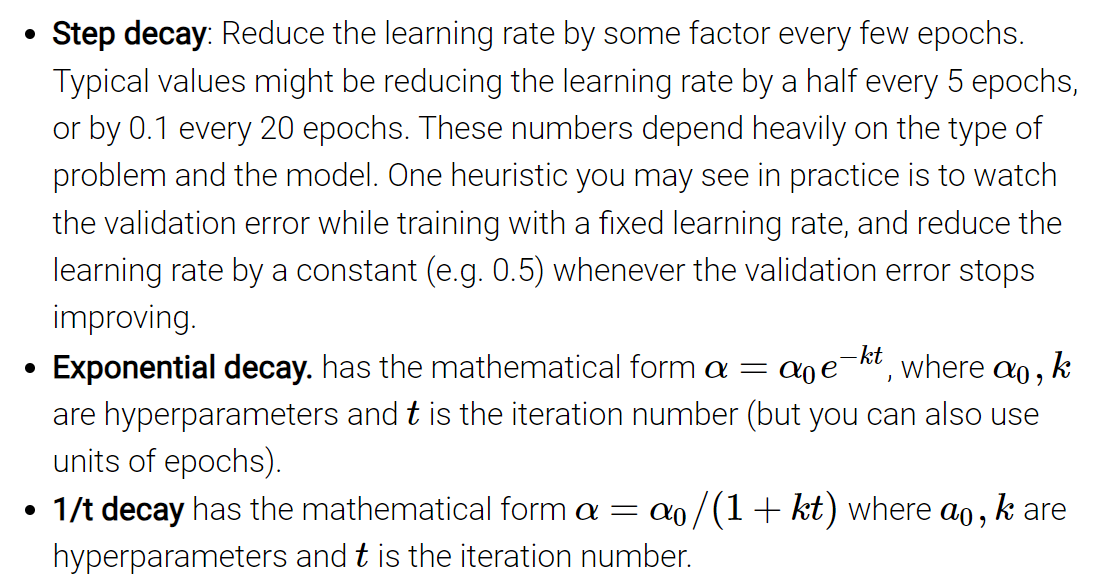 • Step decay: Reduce the learning rate by some factor every few epochs.
Typical values might be reducing the learning rate by a half every 5 epochs,
or by 0.1 every 20 epochs. These numbers depend heavily on the type of
problem and the model. One heuristic you may see in practice is to watch
the validation error while training with a fixed learning rate, and reduce the
learning rate by a constant (e.g. 0.5) whenever the validation error stops
improving.
• Exponential decay. has the mathematical form α = α₀e^{−kt}, where α₀, k
are hyperparameters and t is the iteration number (but you can also use
units of epochs).
• 1/t decay has the mathematical form α = α₀/(1 + kt) where a₀, k are
hyperparameters and t is the iteration number.